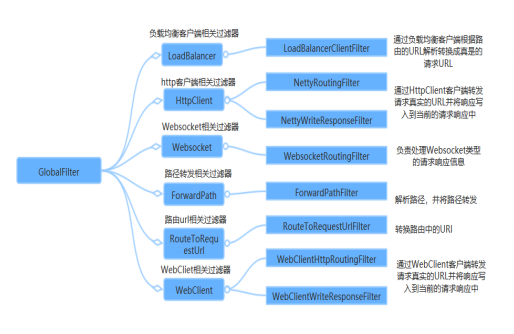 负载均衡客户端相关过滤器
LoadBalancer
LoadBalancerClientFilter
通过负载均衡客户端根据路
由的URL解析转换成真是的
请求URL
http客户端相关过滤器
HttpClient
NettyRoutingFilter
NettyWriteResponseFilter
通过HttpClient客户端转发
请求真实的URL并将响应写
入到当前的请求响应中
Websocket相关过滤器
Websocket
WebsocketRoutingFilter
负责处理Websocket类型
的请求响应信息
GlobalFilter
路径转发相关过滤器
ForwardPath
ForwardPathFilter
解析路径，并将路径转发
路由url相关过滤器
RouteToRequ
estUrl
RouteToRequestUrlFilter
转换路由中的URI
WebCliet相关过滤器
WebClient
WebClientHttpRoutingFilter
WebClientWriteResponseFilter
通过WebClient客户端转发
请求真实的URL并将响应写
入到当前的请求响应中